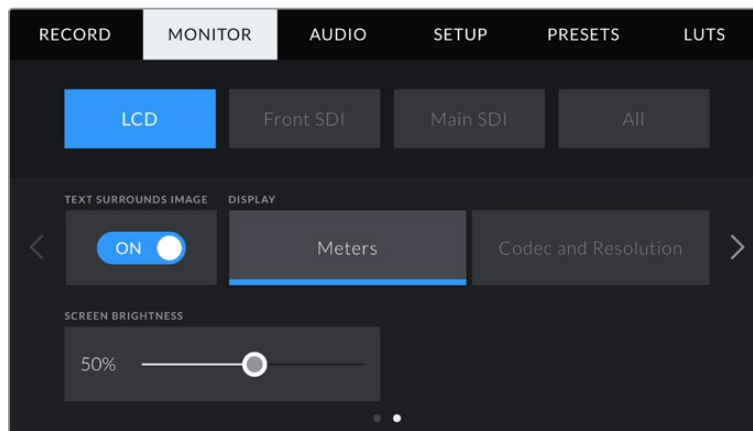 RECORD MONITOR AUDIO SETUP PRESETS LUTS
LCD Front SDI Main SDI All
TEXT SURROUNDS IMAGE DISPLAY
ON Meters Codec and Resolution
SCREEN BRIGHTNESS
50%